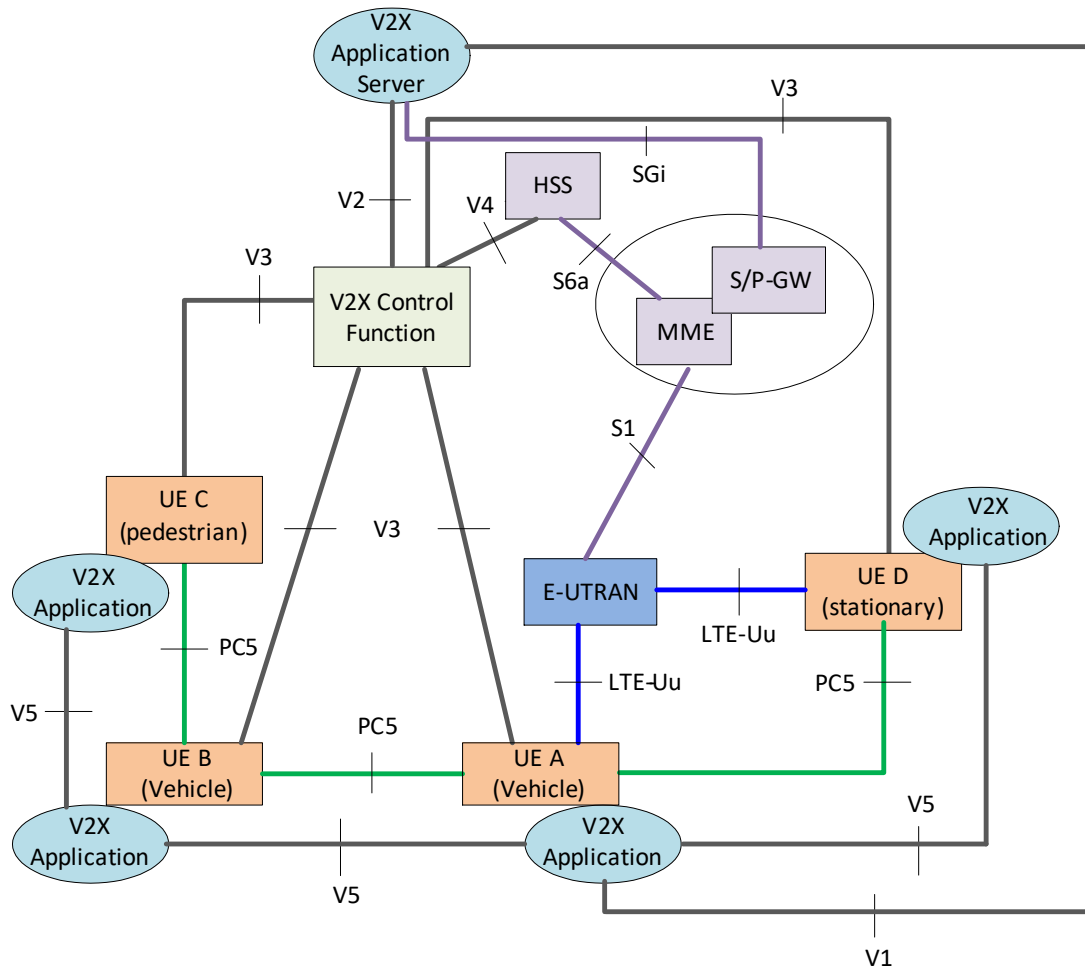 V2X
Application
Server
V3
SGi
HSS
V2
V4
V3
S6a
S/P-GW
V2X Control
Function
MME
S1
UE C
(pedestrian)
V2X
Application
V3
V2X
Application
E-UTRAN
UE D
(stationary)
LTE-Uu
PC5
LTE-Uu
PC5
V5
PC5
UE B
(Vehicle)
UE A
(Vehicle)
V2X
Application
V2X
Application
V5
V5
V1